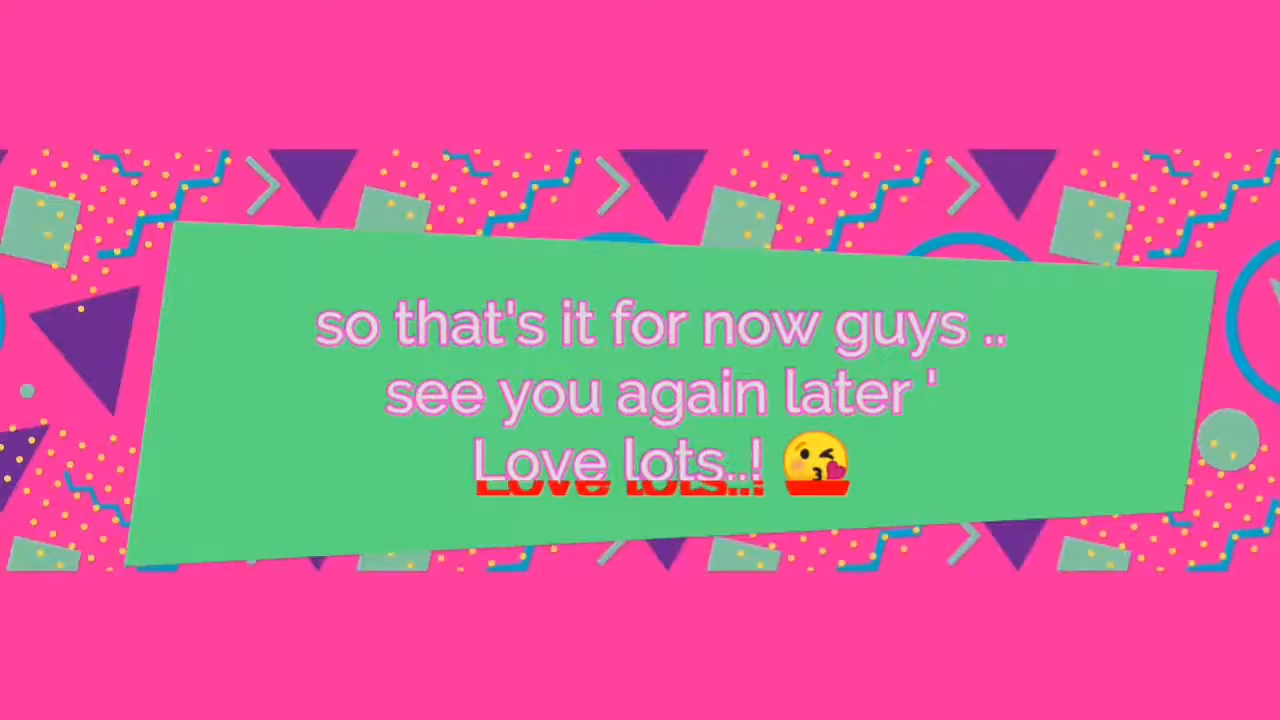 so that's it for now guys ..
see you again later '
Love lots..! 😘